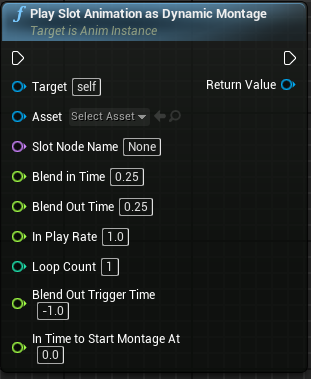 f Play Slot Animation as Dynamic Montage
Target is Anim Instance
Target self
Return Value
Asset Select Asset
Slot Node Name None
Blend in Time 0.25
Blend Out Time 0.25
In Play Rate 1.0
Loop Count 1
Blend Out Trigger Time
-1.0
In Time to Start Montage At
0.0